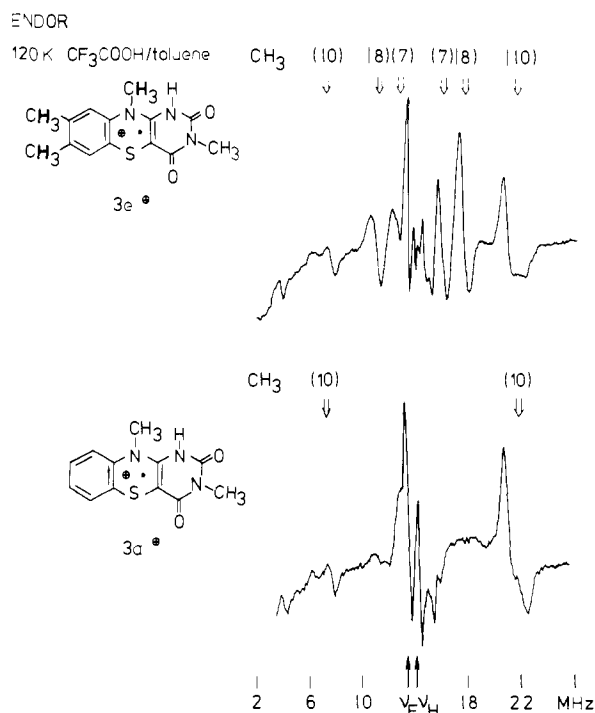 ENDOR
120K CF₃COOH/toluene CH₃ (10) (8)(7) (7)(8) (10)
CH₃ H
CH₃ N N O
⊕ •
CH₃ S N CH₃
O
3e ⊕
CH₃ (10) (10)
CH₃ H
N N O
⊕ •
S N CH₃
O
3a ⊕
2 6 10 νF νH 18 22 MHz